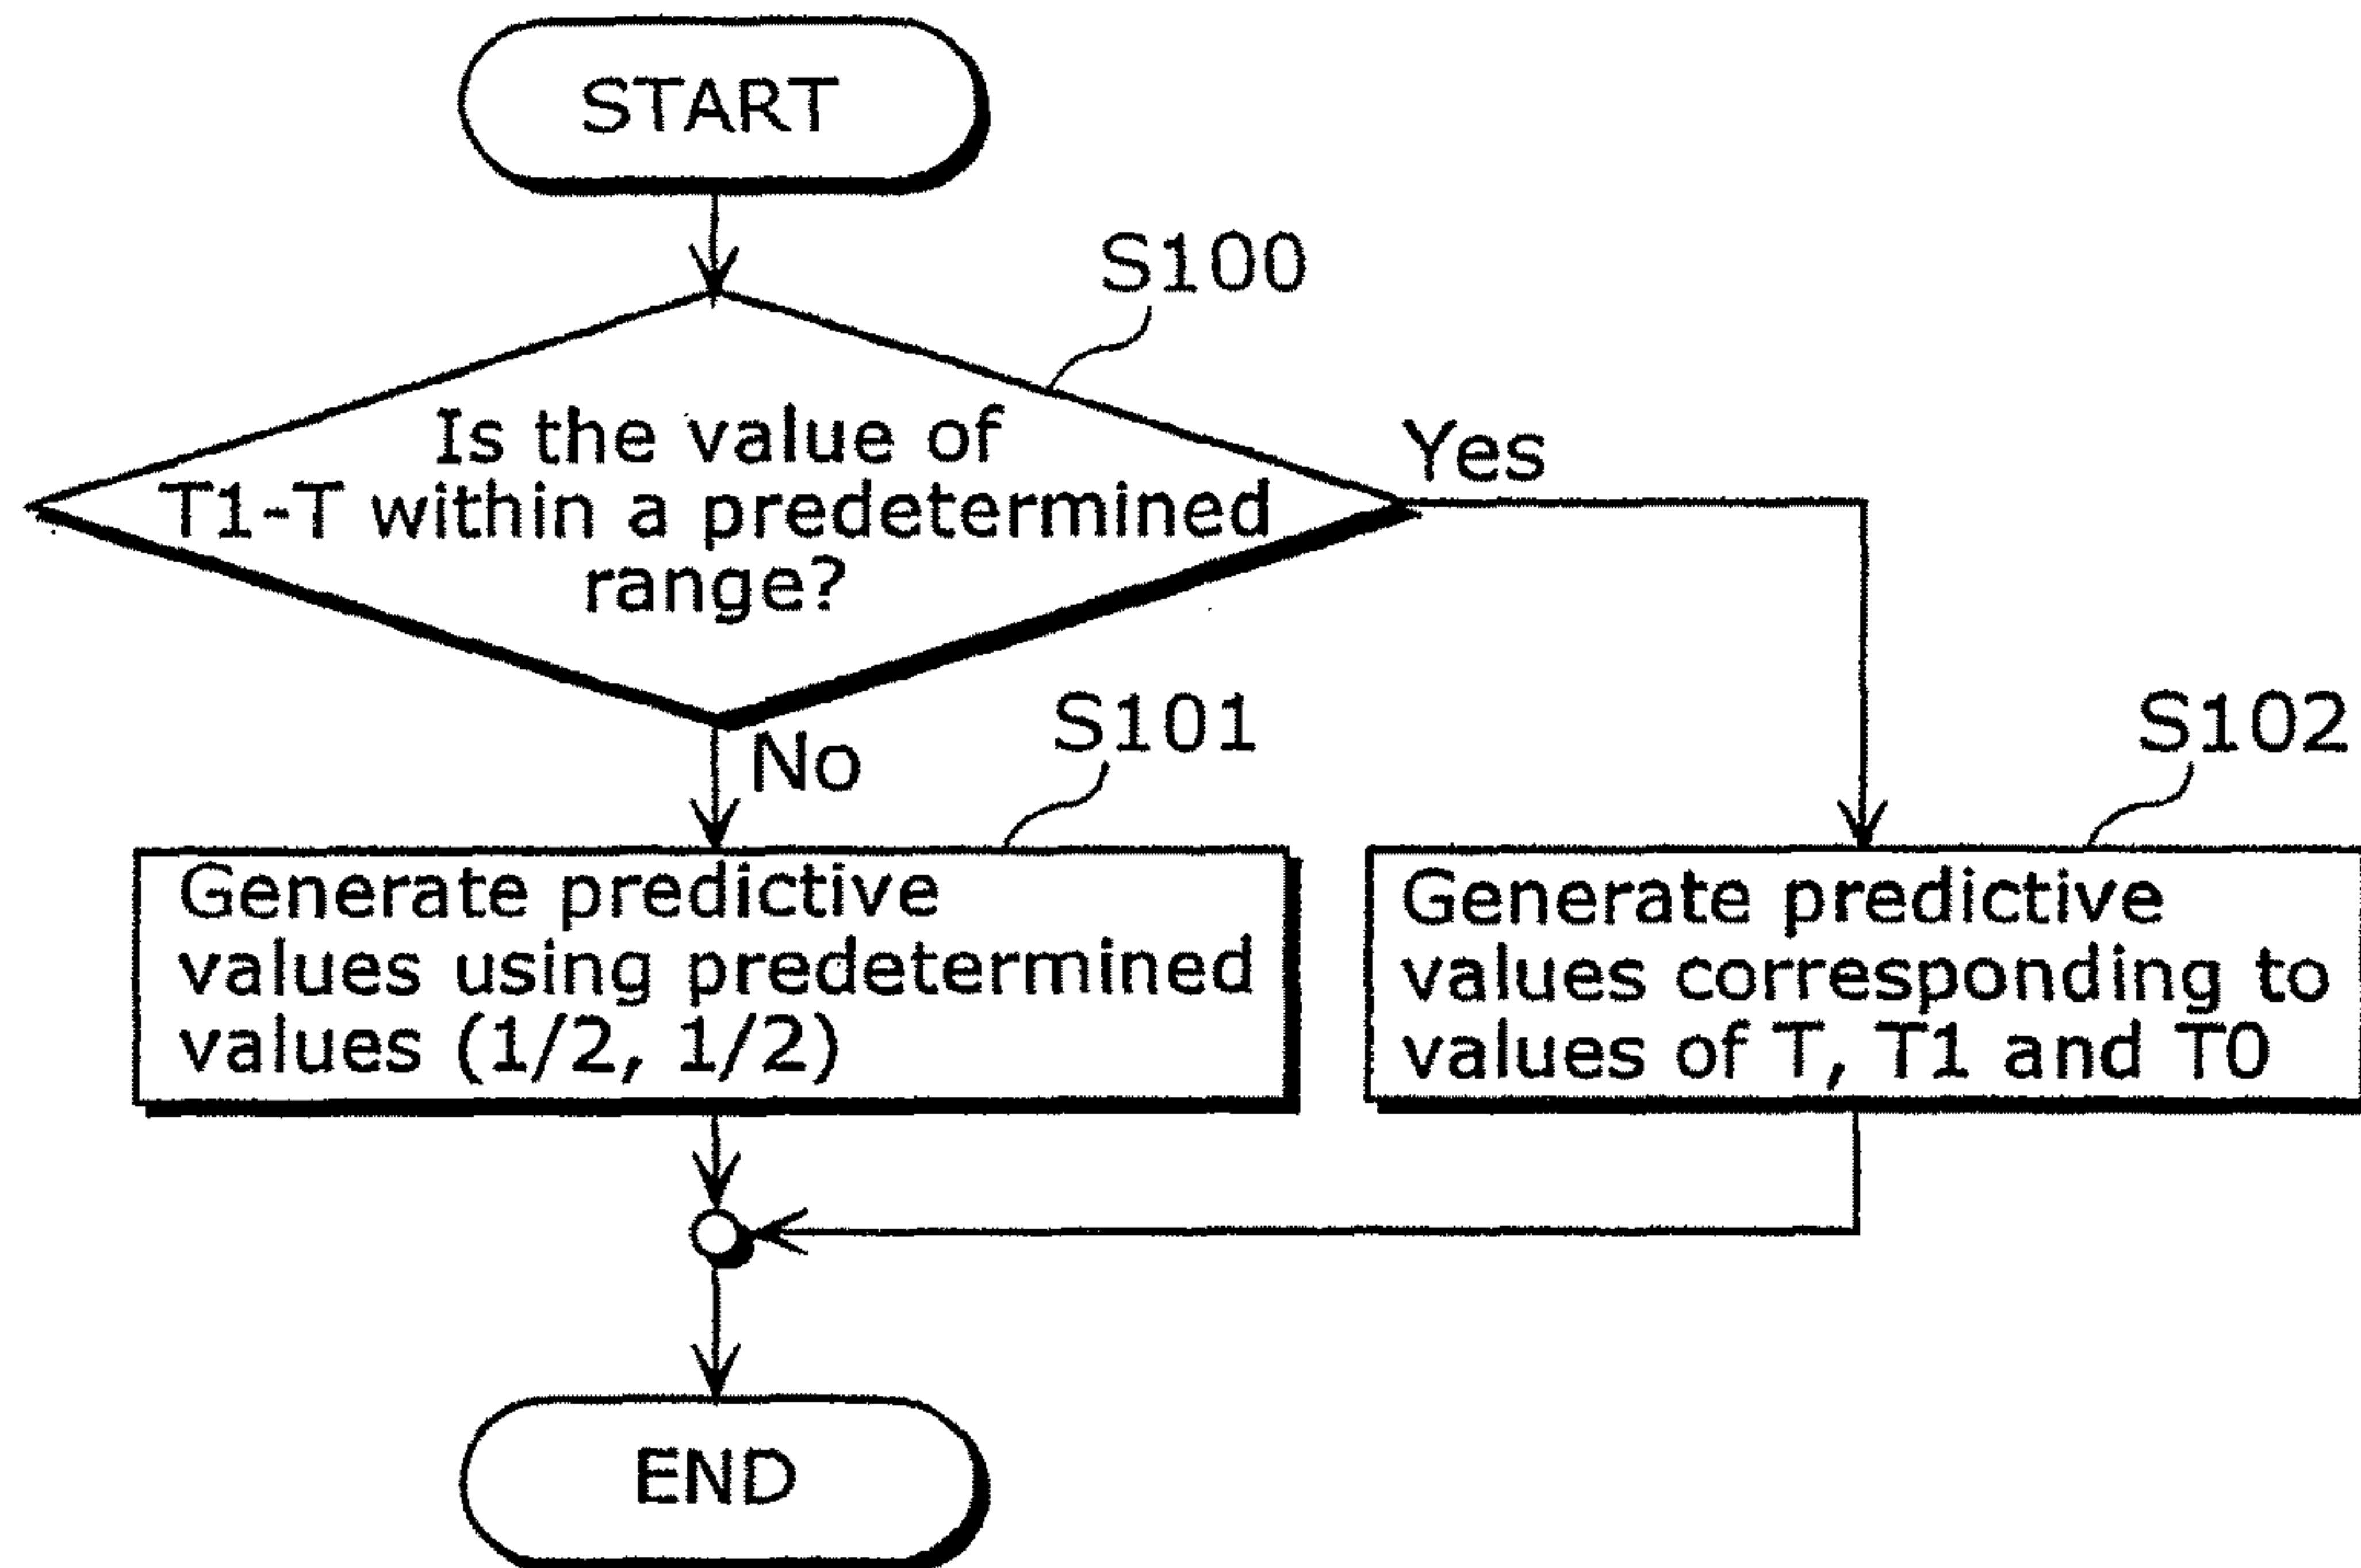 START
S100
Is the value of
T1-T within a predetermined
range?
Yes
No
S101
S102
Generate predictive
values using predetermined
values (1/2, 1/2)
Generate predictive
values corresponding to
values of T, T1 and T0
END